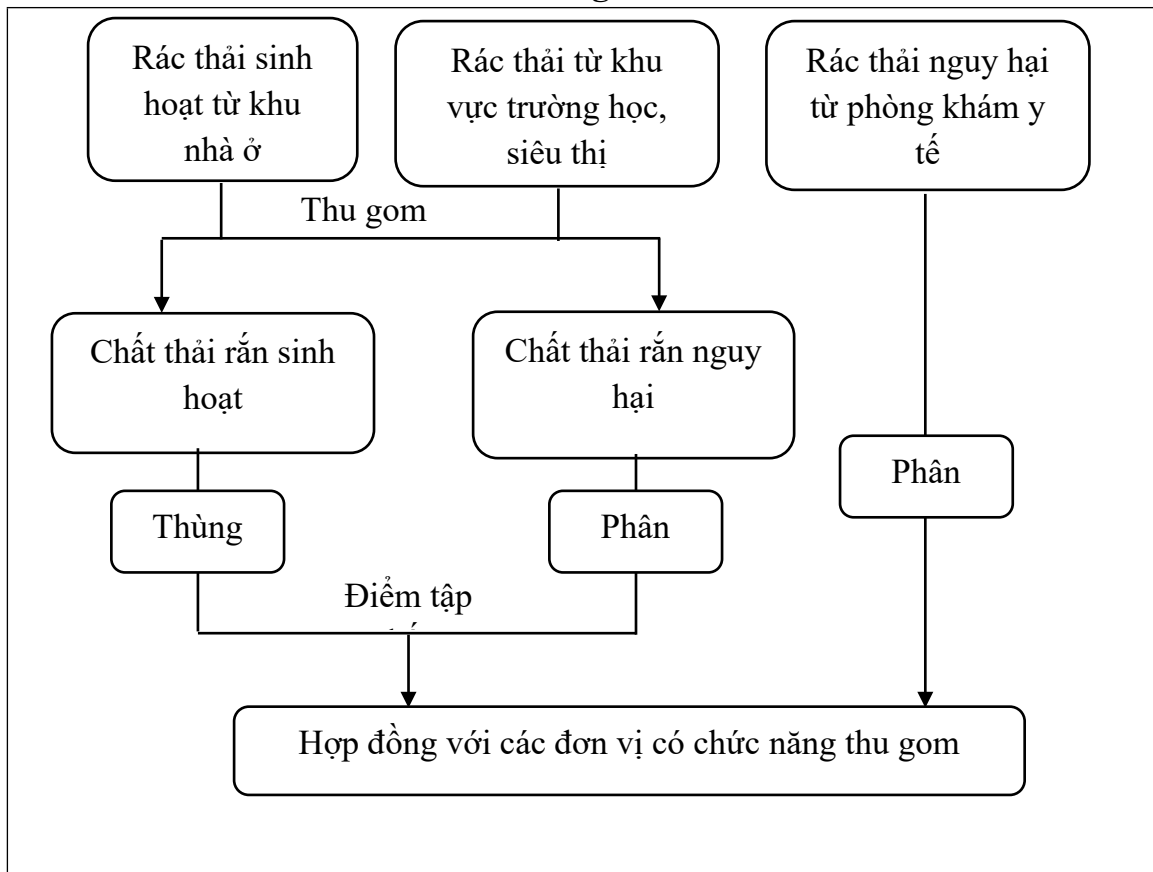 Rác thải sinh
hoạt từ khu
nhà ở
Rác thải từ khu
vực trường học,
siêu thị
Rác thải nguy hại
từ phòng khám y
tế
Thu gom
Chất thải rắn sinh
hoạt
Chất thải rắn nguy
hại
Phân
Thùng
Phân
Điểm tập
Hợp đồng với các đơn vị có chức năng thu gom